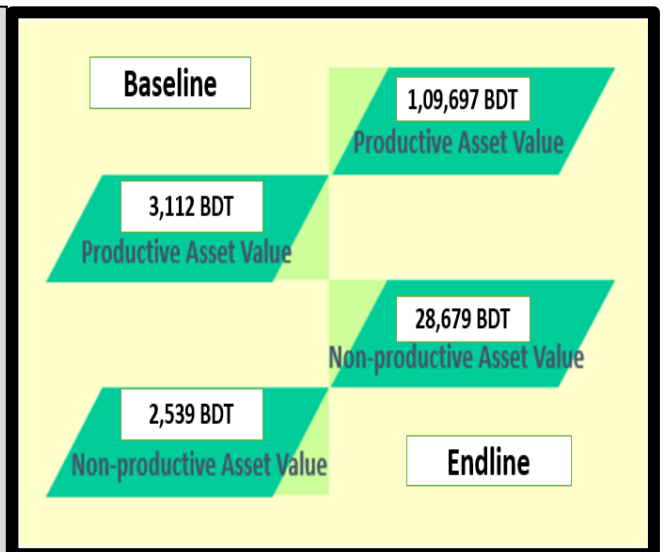 Baseline
1,09,697 BDT
Productive Asset Value
3,112 BDT
Productive Asset Value
28,679 BDT
Non-productive Asset Value
2,539 BDT
Non-productive Asset Value
Endline